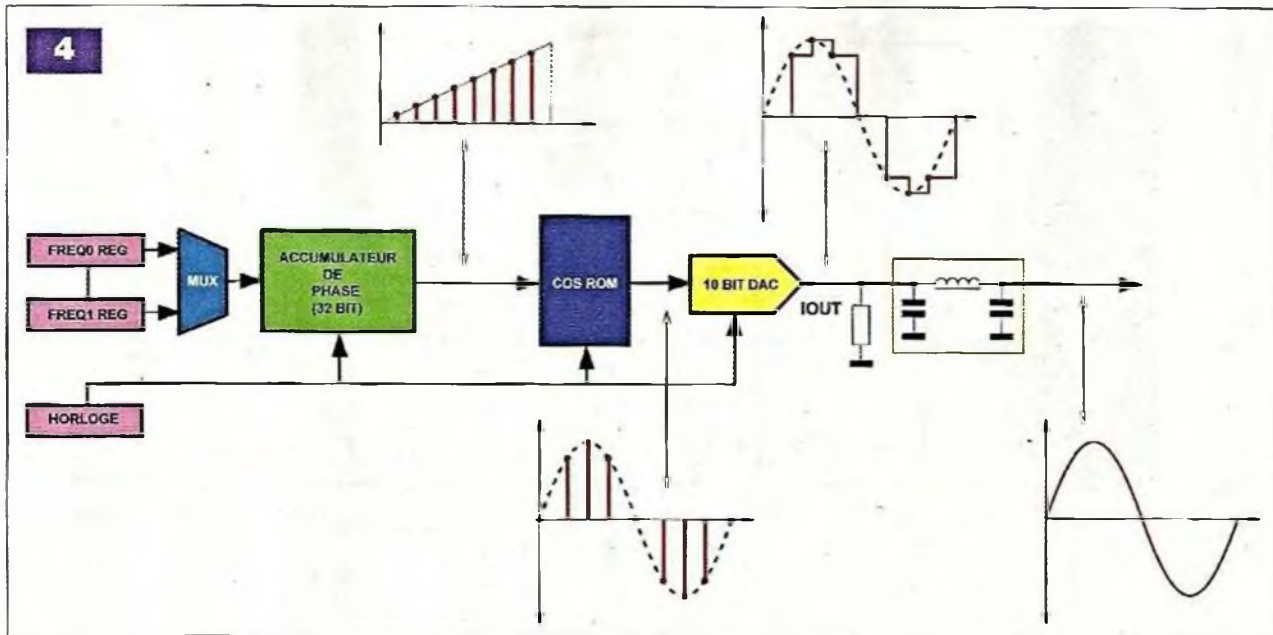 4
FREQ0 REG
FREQ1 REG
MUX
ACCUMULATEUR
DE
PHASE
(32 BIT)
COS ROM
10 BIT DAC
IOUT
HORLOGE